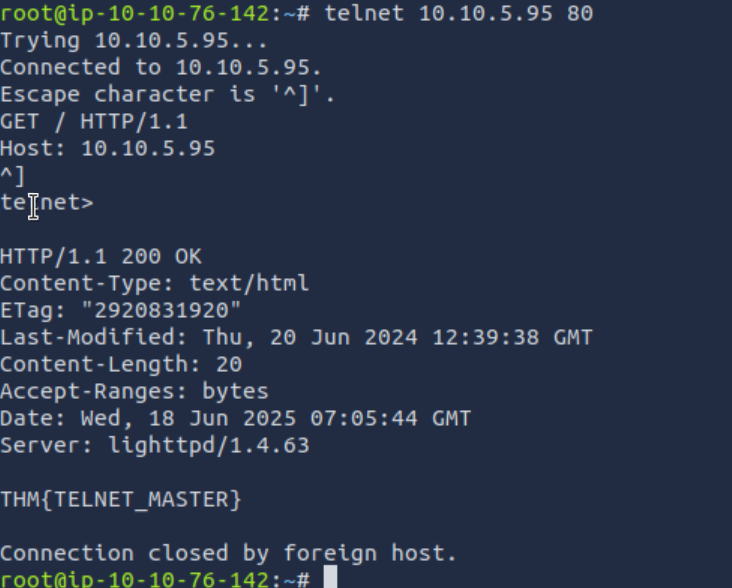 root@ip-10-10-76-142:~# telnet 10.10.5.95 80
Trying 10.10.5.95...
Connected to 10.10.5.95.
Escape character is '^]'.
GET / HTTP/1.1
Host: 10.10.5.95
^]
telnet>
HTTP/1.1 200 OK
Content-Type: text/html
ETag: "2920831920"
Last-Modified: Thu, 20 Jun 2024 12:39:38 GMT
Content-Length: 20
Accept-Ranges: bytes
Date: Wed, 18 Jun 2025 07:05:44 GMT
Server: lighttpd/1.4.63
THM{TELNET_MASTER}
Connection closed by foreign host.
root@ip-10-10-76-142:~#